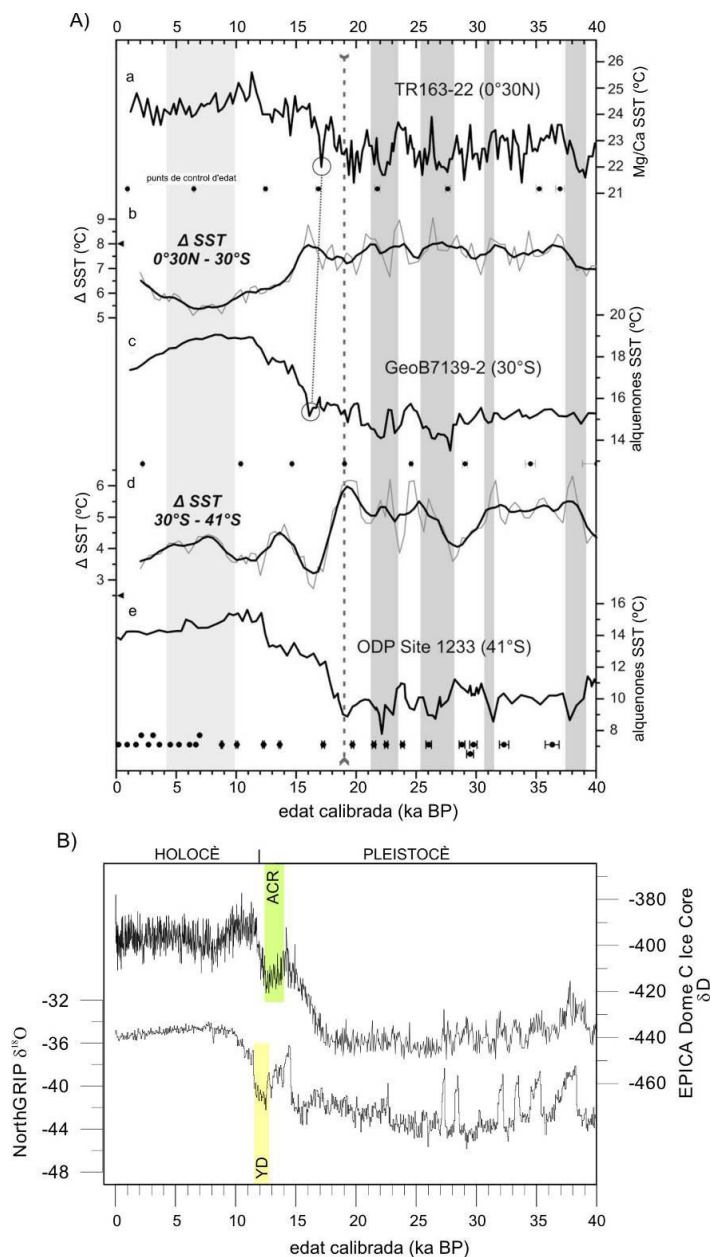 A)
0 5 10 15 20 25 30 35 40
a
TR163-22 (0°30N)
26
25
24
23
22
21
Mg/Ca SST (ºC)
punts de control d'edat
b
9
8
7
6
5
Δ SST (ºC)
Δ SST
0°30N - 30°S
c
GeoB7139-2 (30°S)
20
18
16
14
alquenones SST (ºC)
d
6
5
4
3
Δ SST (ºC)
Δ SST
30°S - 41°S
e
ODP Site 1233 (41°S)
16
14
12
10
8
alquenones SST (ºC)
0 5 10 15 20 25 30 35 40
edat calibrada (ka BP)
B)
HOLOCÈ PLEISTOCÈ
ACR
-380
-400
-420
-440
-460
EPICA Dome C Ice Core
δD
-32
-36
-40
-44
-48
NorthGRIP δ¹⁸O
YD
0 5 10 15 20 25 30 35 40
edat calibrada (ka BP)